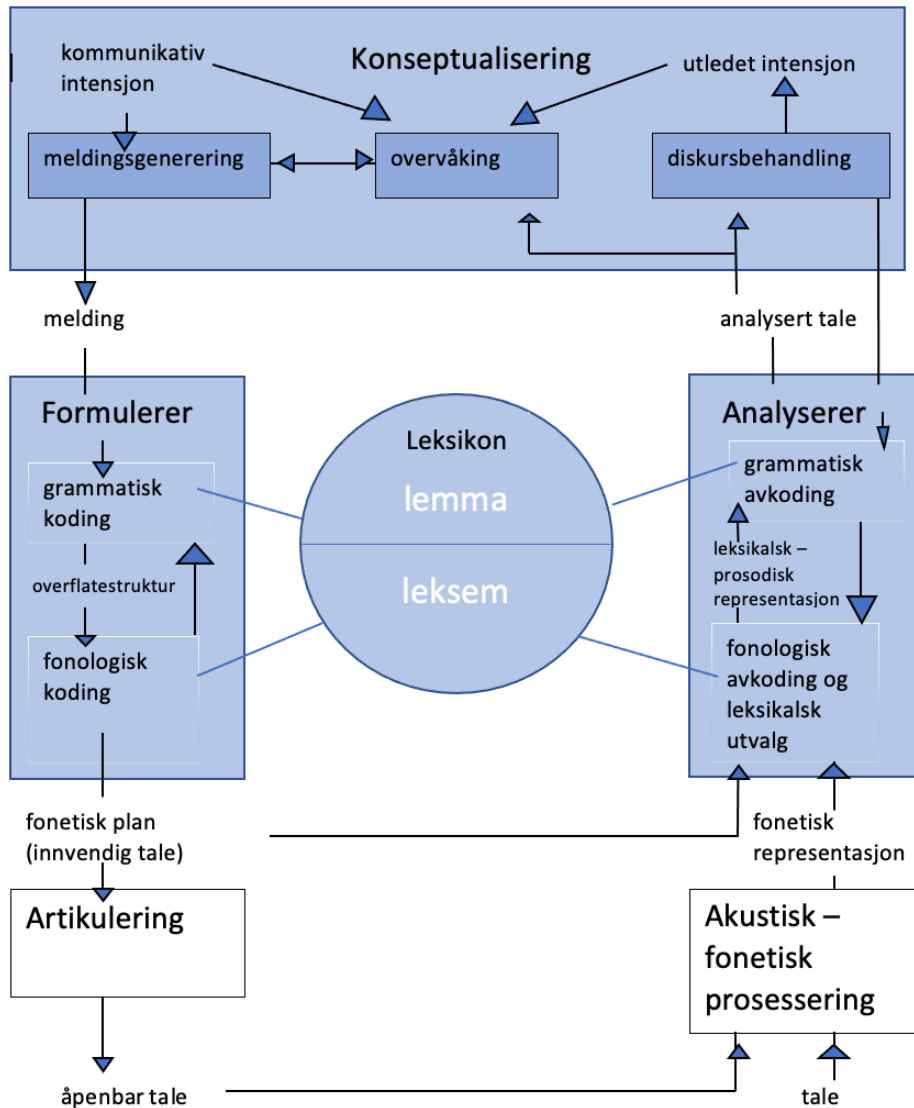 kommunikativ
intensjon
Konseptualisering
utledet intensjon
meldingsgenerering
overvåking
diskursbehandling
melding
analysert tale
Formulerer
grammatisk
koding
overflatestruktur
fonologisk
koding
Leksikon
lemma
leksem
Analyserer
grammatisk
avkoding
leksikalsk –
prosodisk
representasjon
fonologisk
avkoding og
leksikalsk
utvalg
fonetisk plan
(innvendig tale)
fonetisk
representasjon
Artikulering
Akustisk –
fonetisk
prosessering
åpenbar tale
tale